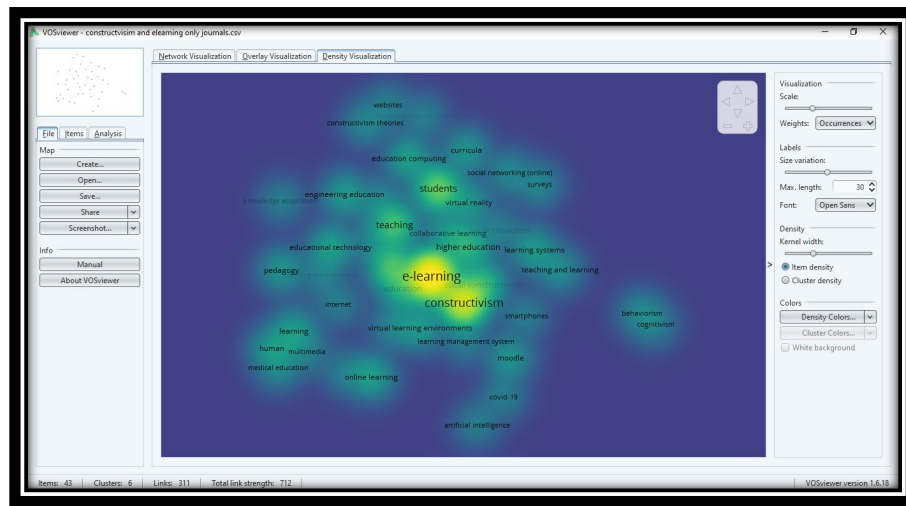 VOSviewer - constructvisim and elearning only journals.csv
Network Visualization Overlay Visualization Density Visualization
File Items Analysis
Map
Create...
Open...
Save...
Share
Screenshot...
Info
Manual
About VOSviewer
websites
constructivism theories
curricula
education computing
social networking (online)
students
surveys
engineering education
knowledge acquisition
virtual reality
teaching
collaborative learning
educational technology
higher education
learning systems
pedagogy
teaching and learning
e-learning
social constructivism
education
constructivism
internet
smartphones
behaviorism
cognitivism
learning
virtual learning environments
learning management system
human
multimedia
moodle
medical education
online learning
covid-19
artificial intelligence
Visualization
Scale:
Weights: Occurrences
Labels
Size variation:
Max. length: 30
Font: Open Sans
Density
Kernel width:
Item density
Cluster density
Colors
Density Colors...
Cluster Colors...
White background
Items: 43 Clusters: 6 Links: 311 Total link strength: 712
VOSviewer version 1.6.18